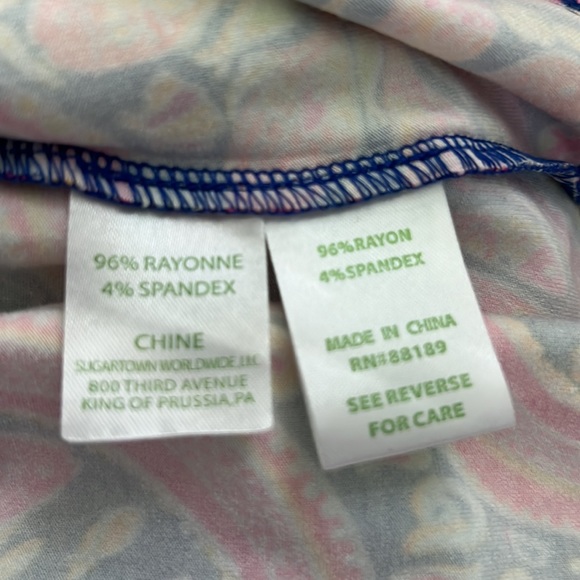 96% RAYONNE
4% SPANDEX
CHINE
SUGARTOWN WORLDWIDE, LLC
800 THIRD AVENUE
KING OF PRUSSIA, PA
96%RAYON
4%SPANDEX
MADE IN CHINA
RN#88189
SEE REVERSE
FOR CARE